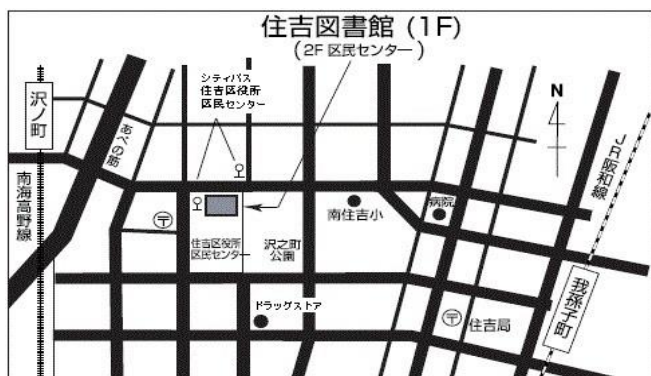 住吉図書館(1F)
(2F 区民センター)
シティバス
住吉区役所
区民センター
沢ノ町
あべの筋
N
JR阪和線
南海高野線
〒
住吉区役所
区民センター
沢之町
公園
南住吉小
病院
我孫子町
ドラッグストア
〒
住吉局